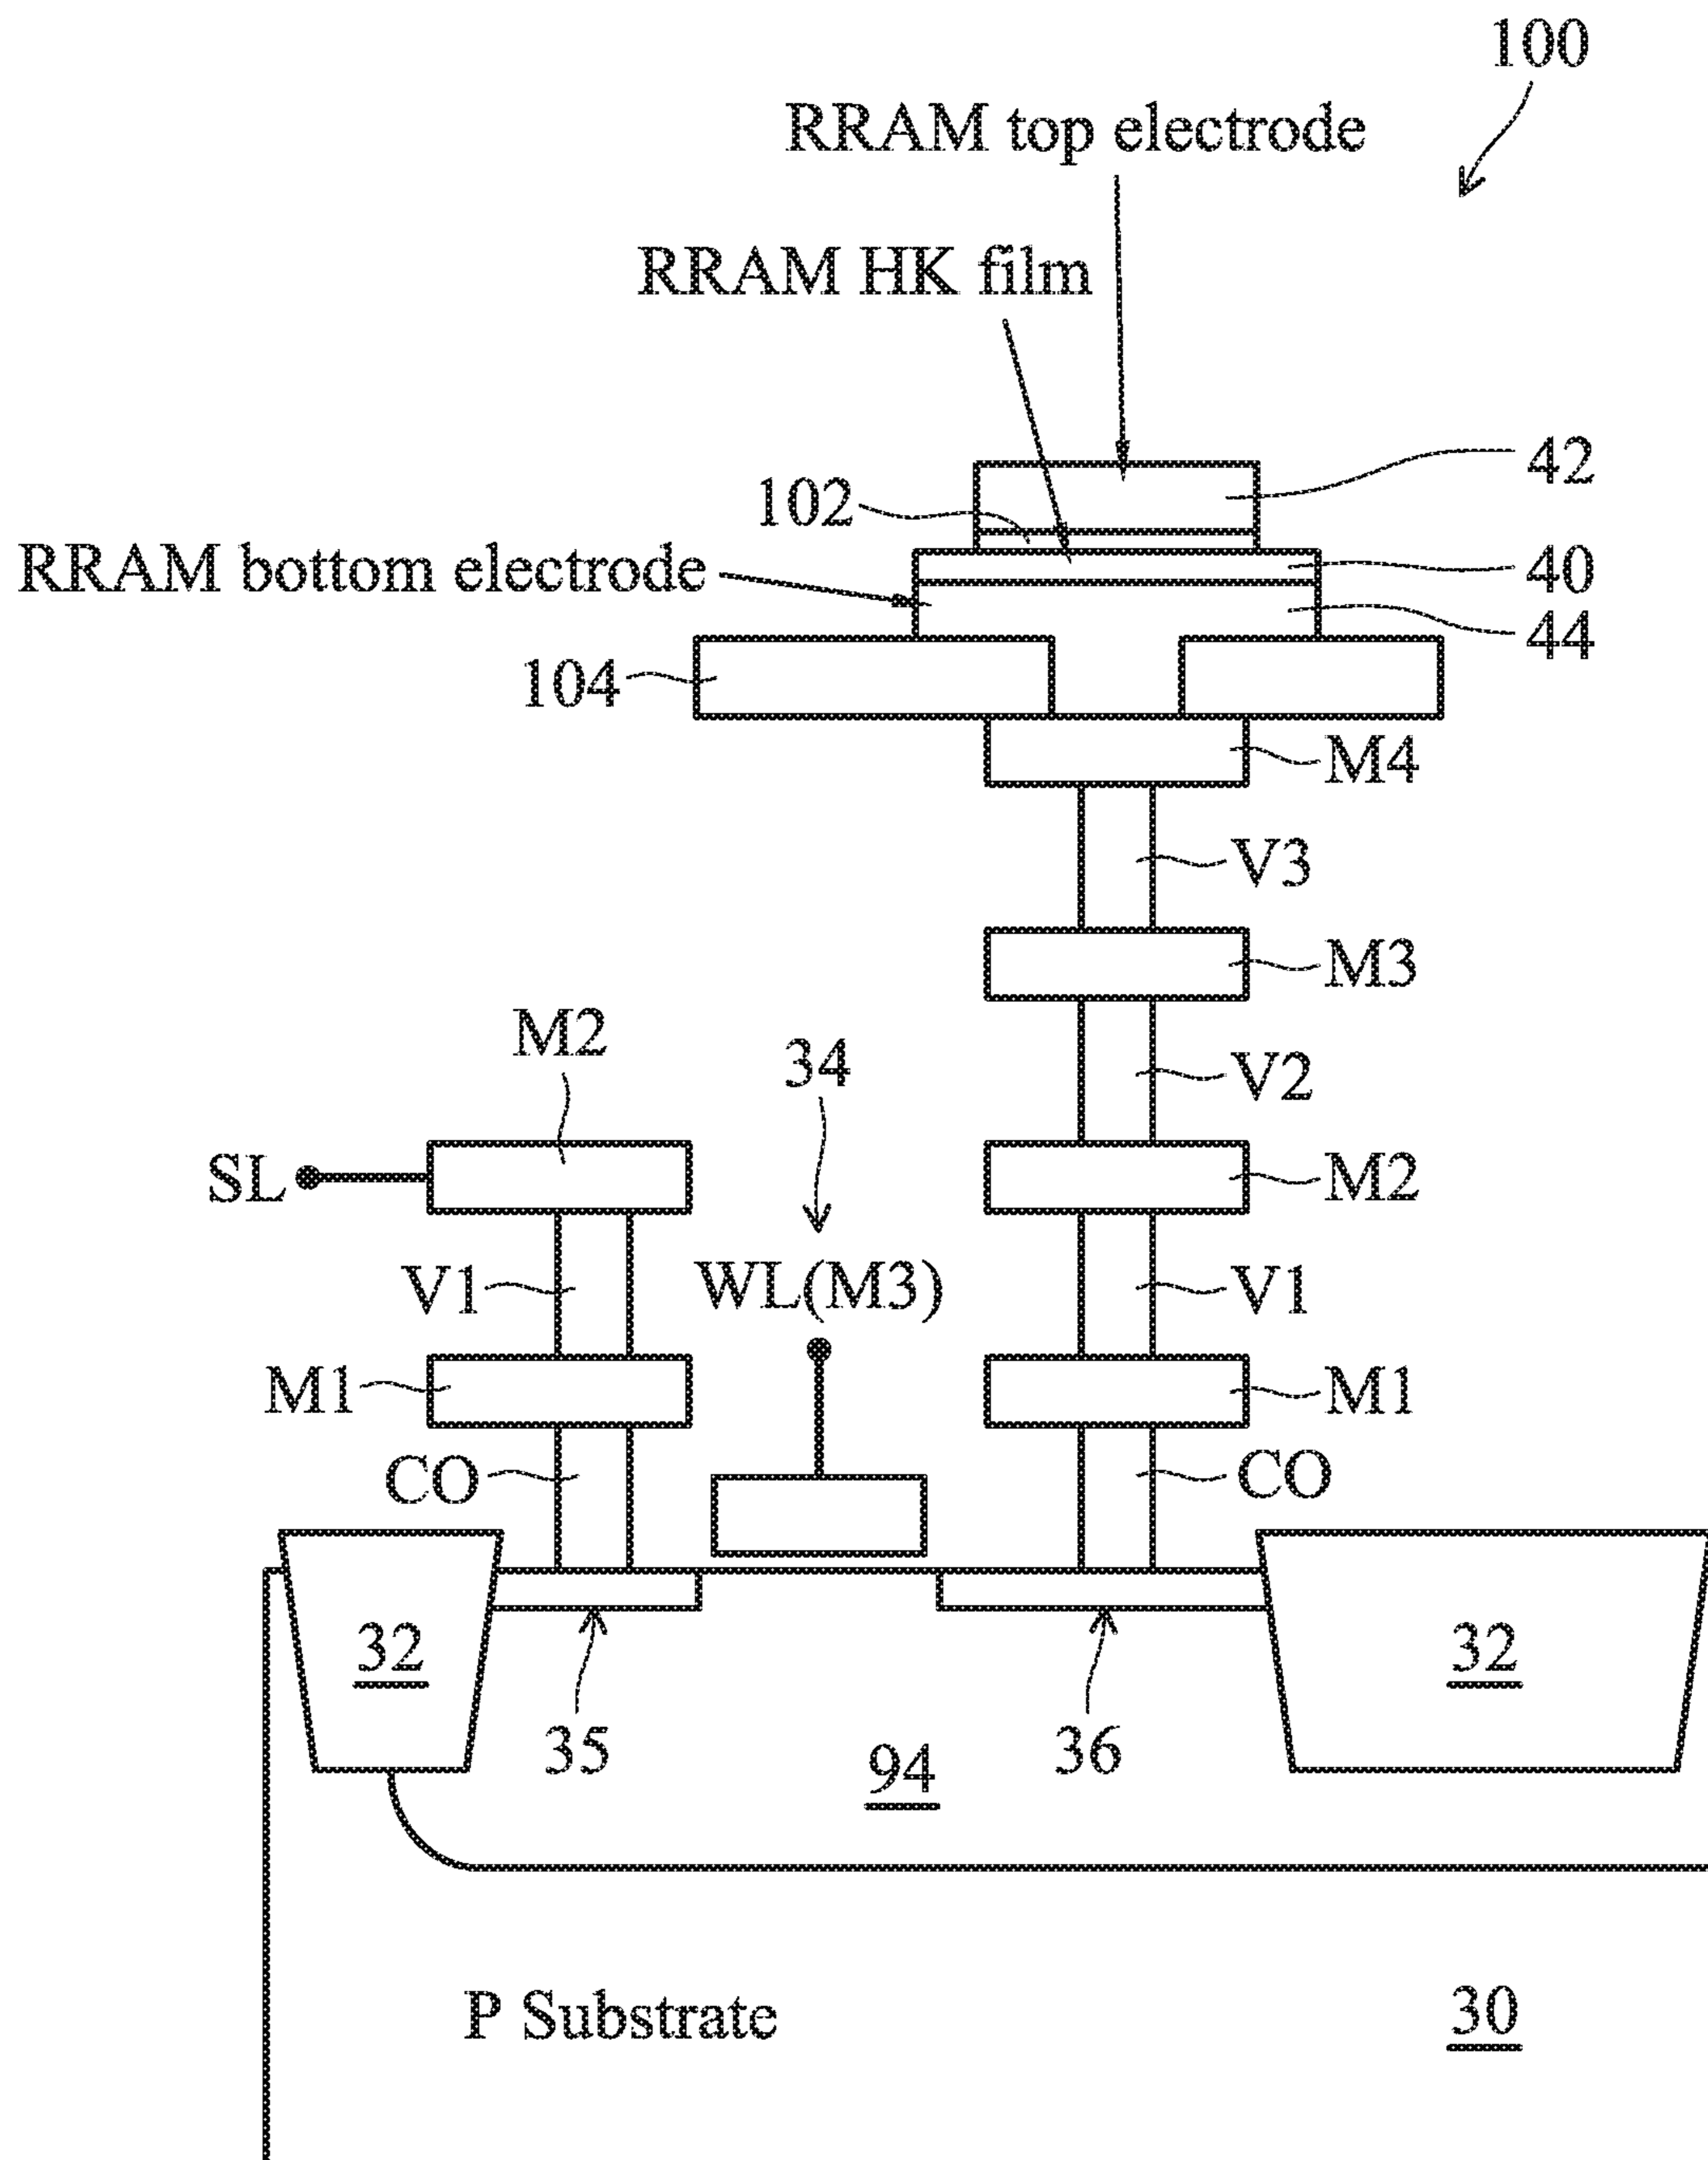 100
RRAM top electrode
RRAM HK film
42
102
40
RRAM bottom electrode
44
104
M4
V3
M3
M2
34
V2
SL
M2
V1
WL(M3)
V1
M1
M1
CO
CO
32
32
35
36
94
P Substrate
30